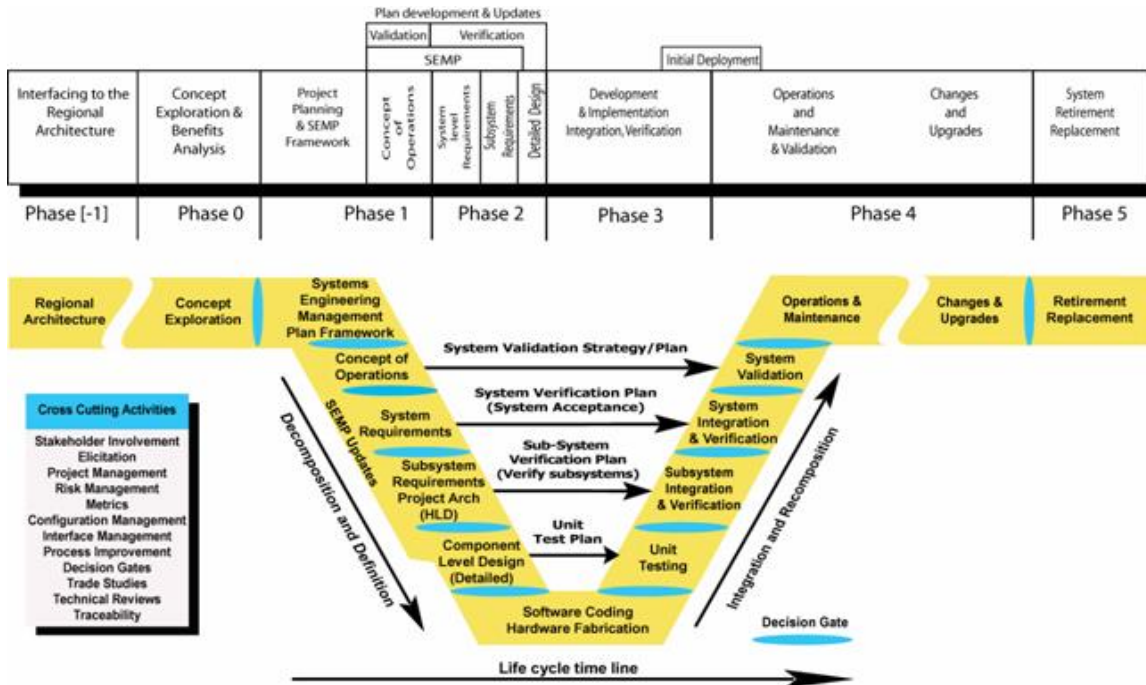 Plan development & Updates
Validation
Verification
SEMP
Initial Deployment
Interfacing to the
Regional
Architecture
Concept
Exploration &
Benefits
Analysis
Project
Planning
& SEMP
Framework
Concept
of
Operations
System
level
Requirements
Subsystem
Requirements
Detailed Design
Development
& Implementation
Integration, Verification
Operations
and
Maintenance
& Validation
Changes
and
Upgrades
System
Retirement
Replacement
Phase [-1]
Phase 0
Phase 1
Phase 2
Phase 3
Phase 4
Phase 5
Regional
Architecture
Concept
Exploration
Systems
Engineering
Management
Plan Framework
Operations &
Maintenance
Changes &
Upgrades
Retirement
Replacement
Concept of
Operations
System Validation Strategy/Plan
System
Validation
System
Requirements
System Verification Plan
(System Acceptance)
System
Integration
& Verification
Subsystem
Requirements
Project Arch
(HLD)
Sub-System
Verification Plan
(Verify subsystems)
Subsystem
Integration
& Verification
Component
Level Design
(Detailed)
Unit
Test Plan
Unit
Testing
Software Coding
Hardware Fabrication
SEMP Updates
Decomposition and Definition
Integration and Recomposition
Cross Cutting Activities
Stakeholder Involvement
Elicitation
Project Management
Risk Management
Metrics
Configuration Management
Interface Management
Process Improvement
Decision Gates
Trade Studies
Technical Reviews
Traceability
Decision Gate
Life cycle time line